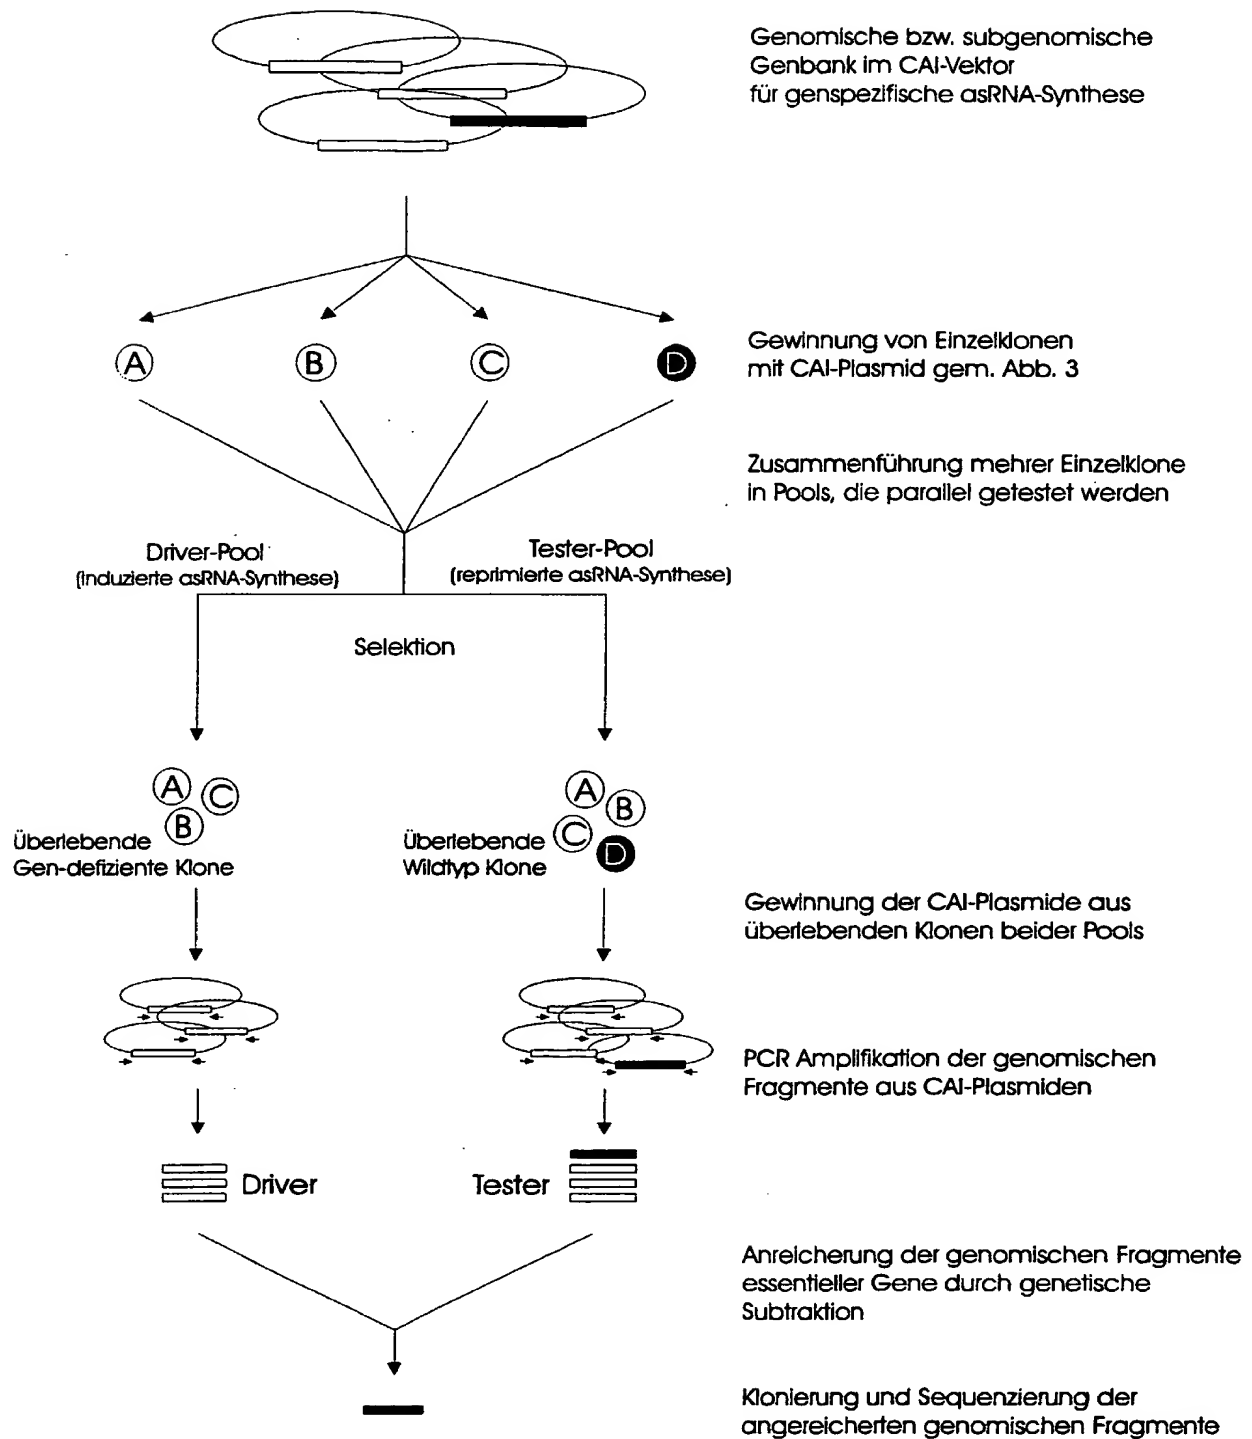 Genomische bzw. subgenomische
Genbank im CAI-Vektor
für genspezifische asRNA-Synthese
A
B
C
D
Gewinnung von Einzelklonen
mit CAI-Plasmid gem. Abb. 3
Zusammenführung mehrer Einzelklone
in Pools, die parallel getestet werden
Driver-Pool
(induzierte asRNA-Synthese)
Tester-Pool
(reprimierte asRNA-Synthese)
Selektion
A
C
B
Überlebende
Gen-defiziente Klone
A
B
C
D
Überlebende
Wildtyp Klone
Gewinnung der CAI-Plasmide aus
überlebenden Klonen beider Pools
PCR Amplifikation der genomischen
Fragmente aus CAI-Plasmiden
Driver
Tester
Anreicherung der genomischen Fragmente
essentieller Gene durch genetische
Subtraktion
Klonierung und Sequenzierung der
angereicherten genomischen Fragmente